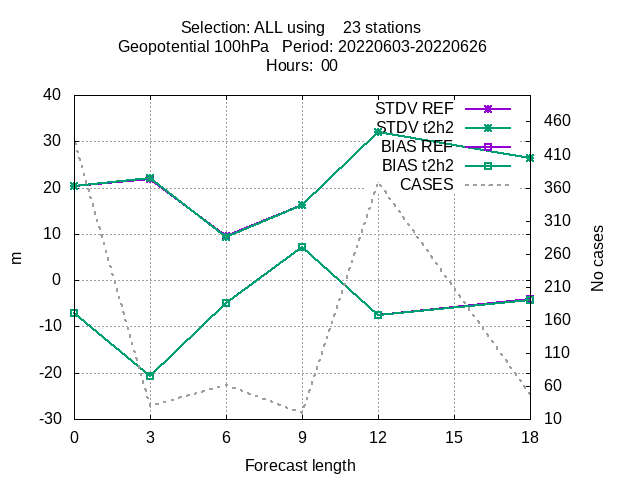 Selection: ALL using 23 stations
Geopotential 100hPa Period: 20220603-20220626
Hours: 00
STDV REF
STDV t2h2
BIAS REF
BIAS t2h2
CASES
40
30
20
10
0
-10
-20
-30
m
460
410
360
310
260
210
160
110
60
10
No cases
0 3 6 9 12 15 18
Forecast length